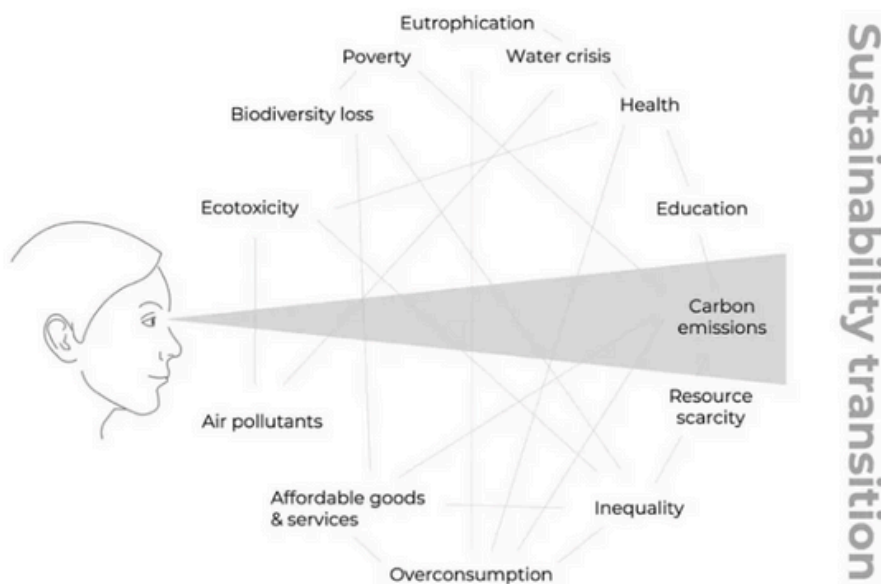 Eutrophication
Poverty
Water crisis
Health
Biodiversity loss
Ecotoxicity
Education
Carbon
emissions
Resource
scarcity
Air pollutants
Affordable goods
& services
Inequality
Overconsumption
Sustainability transition